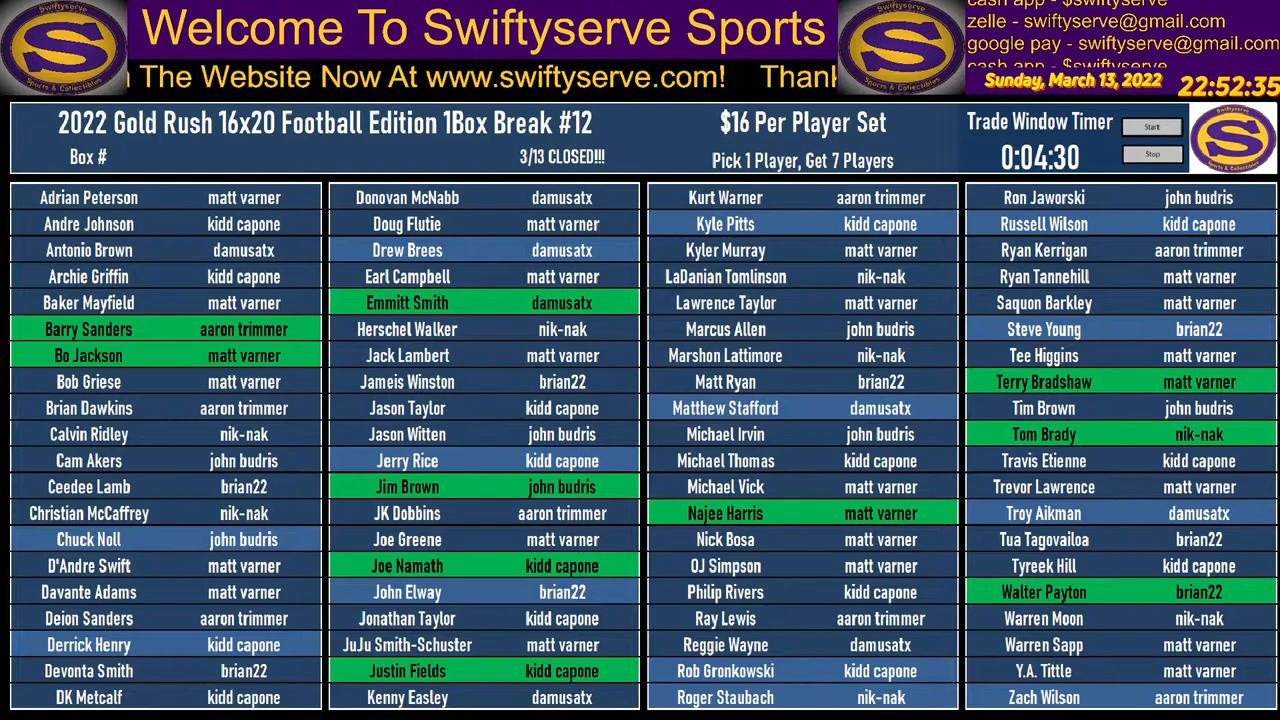 Welcome To Swiftyserve Sports
The Website Now At www.swiftyserve.com! Thank
S
Sports & Collectibles
S
Sports & Collectibles
cash app - $swiftyserve
zelle - swiftyserve@gmail.com
google pay - swiftyserve@gmail.com
cash app - $swiftyserve
Sunday, March 13, 2022 22:52:35
2022 Gold Rush 16x20 Football Edition 1Box Break #12
Box # 3/13 CLOSED!!!
$16 Per Player Set
Pick 1 Player, Get 7 Players
Trade Window Timer
0:04:30
Start
Stop
S
Adrian Peterson matt varner
Andre Johnson kidd capone
Antonio Brown damusatx
Archie Griffin kidd capone
Baker Mayfield matt varner
Barry Sanders aaron trimmer
Bo Jackson matt varner
Bob Griese matt varner
Brian Dawkins aaron trimmer
Calvin Ridley nik-nak
Cam Akers john budris
Ceedee Lamb brian22
Christian McCaffrey nik-nak
Chuck Noll john budris
D'Andre Swift matt varner
Davante Adams matt varner
Deion Sanders aaron trimmer
Derrick Henry kidd capone
Devonta Smith brian22
DK Metcalf kidd capone
Donovan McNabb damusatx
Doug Flutie matt varner
Drew Brees damusatx
Earl Campbell matt varner
Emmitt Smith damusatx
Herschel Walker nik-nak
Jack Lambert matt varner
Jameis Winston brian22
Jason Taylor kidd capone
Jason Witten john budris
Jerry Rice kidd capone
Jim Brown john budris
JK Dobbins aaron trimmer
Joe Greene matt varner
Joe Namath kidd capone
John Elway brian22
Jonathan Taylor kidd capone
JuJu Smith-Schuster matt varner
Justin Fields kidd capone
Kenny Easley damusatx
Kurt Warner aaron trimmer
Kyle Pitts kidd capone
Kyler Murray matt varner
LaDanian Tomlinson nik-nak
Lawrence Taylor matt varner
Marcus Allen john budris
Marshon Lattimore nik-nak
Matt Ryan brian22
Matthew Stafford damusatx
Michael Irvin john budris
Michael Thomas kidd capone
Michael Vick matt varner
Najee Harris matt varner
Nick Bosa matt varner
OJ Simpson matt varner
Philip Rivers kidd capone
Ray Lewis aaron trimmer
Reggie Wayne damusatx
Rob Gronkowski kidd capone
Roger Staubach nik-nak
Ron Jaworski john budris
Russell Wilson kidd capone
Ryan Kerrigan aaron trimmer
Ryan Tannehill matt varner
Saquon Barkley matt varner
Steve Young brian22
Tee Higgins matt varner
Terry Bradshaw matt varner
Tim Brown john budris
Tom Brady nik-nak
Travis Etienne kidd capone
Trevor Lawrence matt varner
Troy Aikman damusatx
Tua Tagovailoa brian22
Tyreek Hill kidd capone
Walter Payton brian22
Warren Moon nik-nak
Warren Sapp matt varner
Y.A. Tittle matt varner
Zach Wilson aaron trimmer